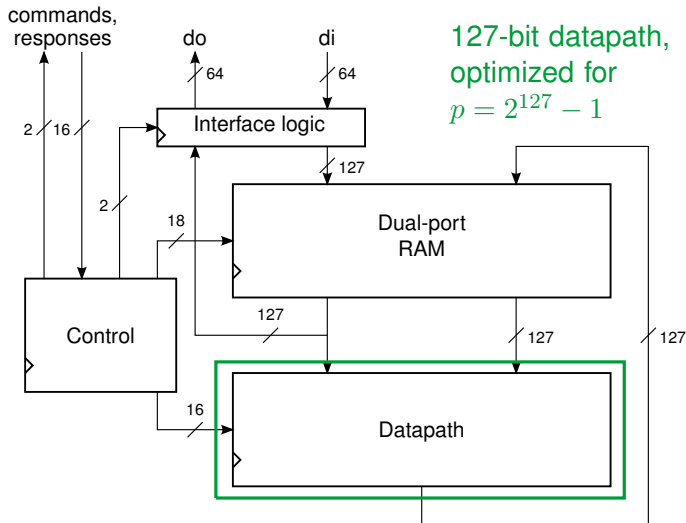 commands,
responses
do
di
127-bit datapath,
optimized for
p = 2^{127} − 1
64
64
2
16
Interface logic
127
2
18
Dual-port
RAM
Control
127
127
127
16
Datapath